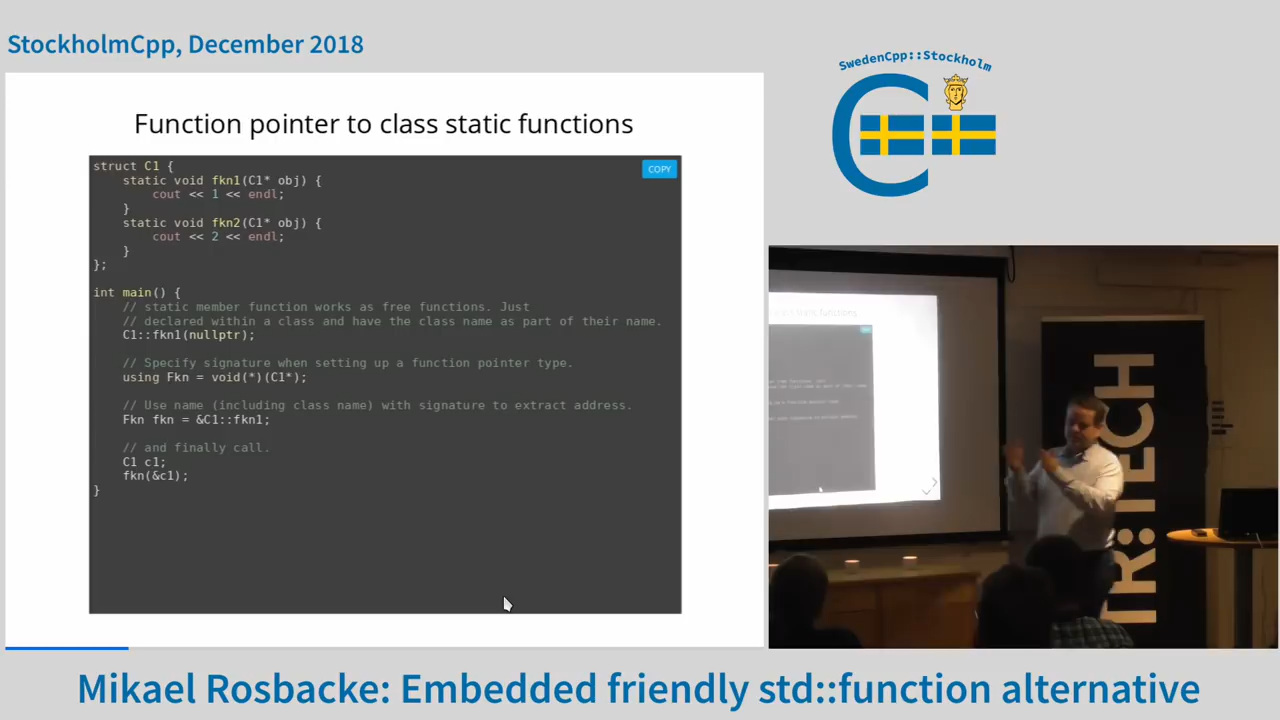 StockholmCpp, December 2018
SwedenCpp::Stockholm
Function pointer to class static functions
COPY
struct C1 {
    static void fkn1(C1* obj) {
        cout << 1 << endl;
    }
    static void fkn2(C1* obj) {
        cout << 2 << endl;
    }
};
int main() {
    // static member function works as free functions. Just
    // declared within a class and have the class name as part of their name.
    C1::fkn1(nullptr);
    // Specify signature when setting up a function pointer type.
    using Fkn = void(*)(C1*);
    // Use name (including class name) with signature to extract address.
    Fkn fkn = &C1::fkn1;
    // and finally call.
    C1 c1;
    fkn(&c1);
}
TR:TECH
Mikael Rosbacke: Embedded friendly std::function alternative